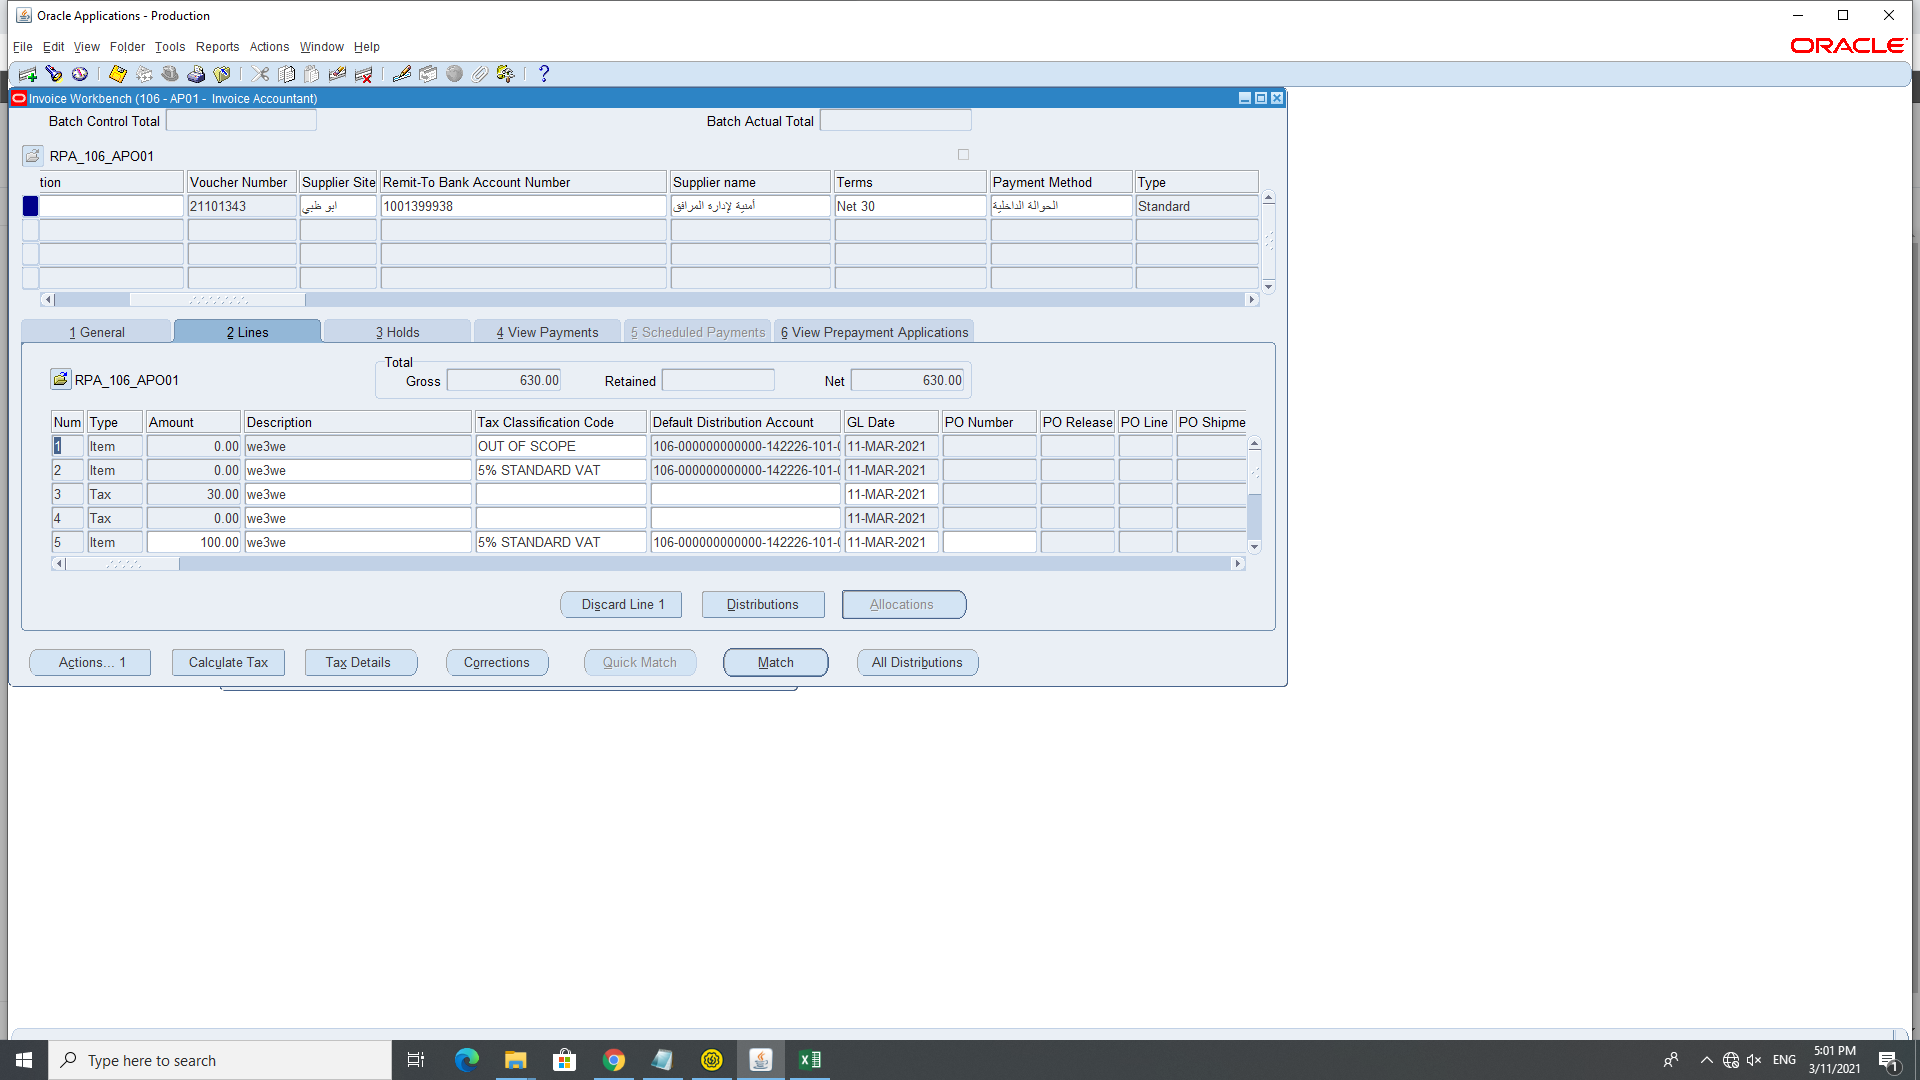 Oracle Applications - Production
File Edit View Folder Tools Reports Actions Window Help
ORACLE
Invoice Workbench (106 - AP01 - Invoice Accountant)
Batch Control Total Batch Actual Total
RPA_106_APO01
tion Voucher Number Supplier Site Remit-To Bank Account Number Supplier name Terms Payment Method Type
21101343 ابو ظبي 1001399938 أمنية لإدارة المرافق Net 30 الحوالة الداخلية Standard
1 General 2 Lines 3 Holds 4 View Payments 5 Scheduled Payments 6 View Prepayment Applications
Total
RPA_106_APO01 Gross 630.00 Retained Net 630.00
Num Type Amount Description Tax Classification Code Default Distribution Account GL Date PO Number PO Release PO Line PO Shipme
1 Item 0.00 we3we OUT OF SCOPE 106-000000000000-142226-101-0 11-MAR-2021
2 Item 0.00 we3we 5% STANDARD VAT 106-000000000000-142226-101-0 11-MAR-2021
3 Tax 30.00 we3we 11-MAR-2021
4 Tax 0.00 we3we 11-MAR-2021
5 Item 100.00 we3we 5% STANDARD VAT 106-000000000000-142226-101-0 11-MAR-2021
Discard Line 1 Distributions Allocations
Actions... 1 Calculate Tax Tax Details Corrections Quick Match Match All Distributions
Type here to search
ENG
5:01 PM
3/11/2021
1